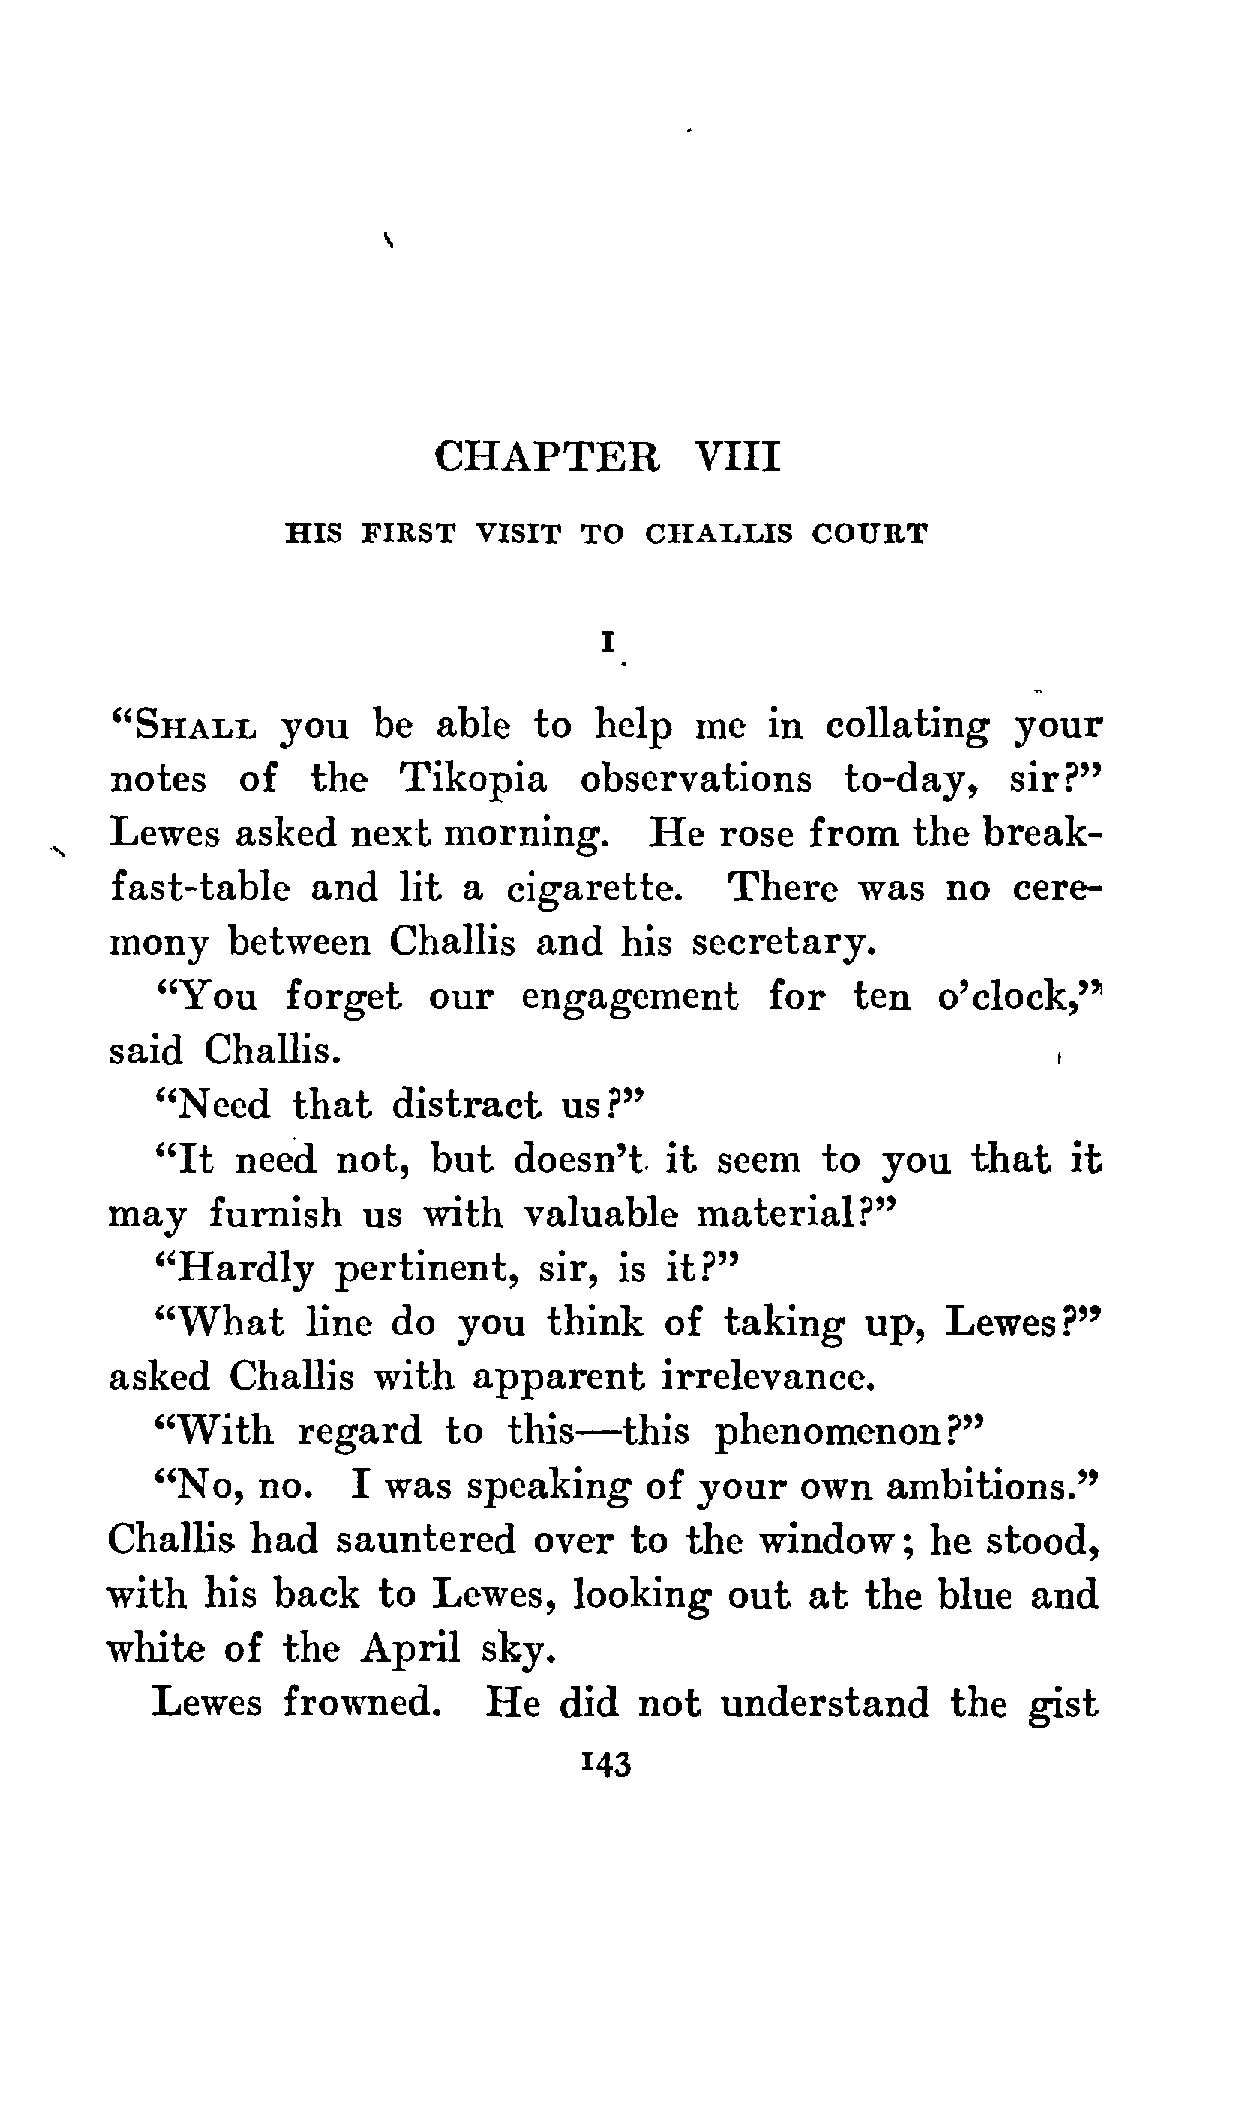 CHAPTER VIII
HIS FIRST VISIT TO CHALLIS COURT
I
“SHALL you be able to help me in collating your
notes of the Tikopia observations to-day, sir?”
Lewes asked next morning. He rose from the break-
fast-table and lit a cigarette. There was no cere-
mony between Challis and his secretary.
“You forget our engagement for ten o’clock,”
said Challis.
“Need that distract us?”
“It need not, but doesn’t it seem to you that it
may furnish us with valuable material?”
“Hardly pertinent, sir, is it?”
“What line do you think of taking up, Lewes?”
asked Challis with apparent irrelevance.
“With regard to this—this phenomenon?”
“No, no. I was speaking of your own ambitions.”
Challis had sauntered over to the window; he stood,
with his back to Lewes, looking out at the blue and
white of the April sky.
Lewes frowned. He did not understand the gist
143